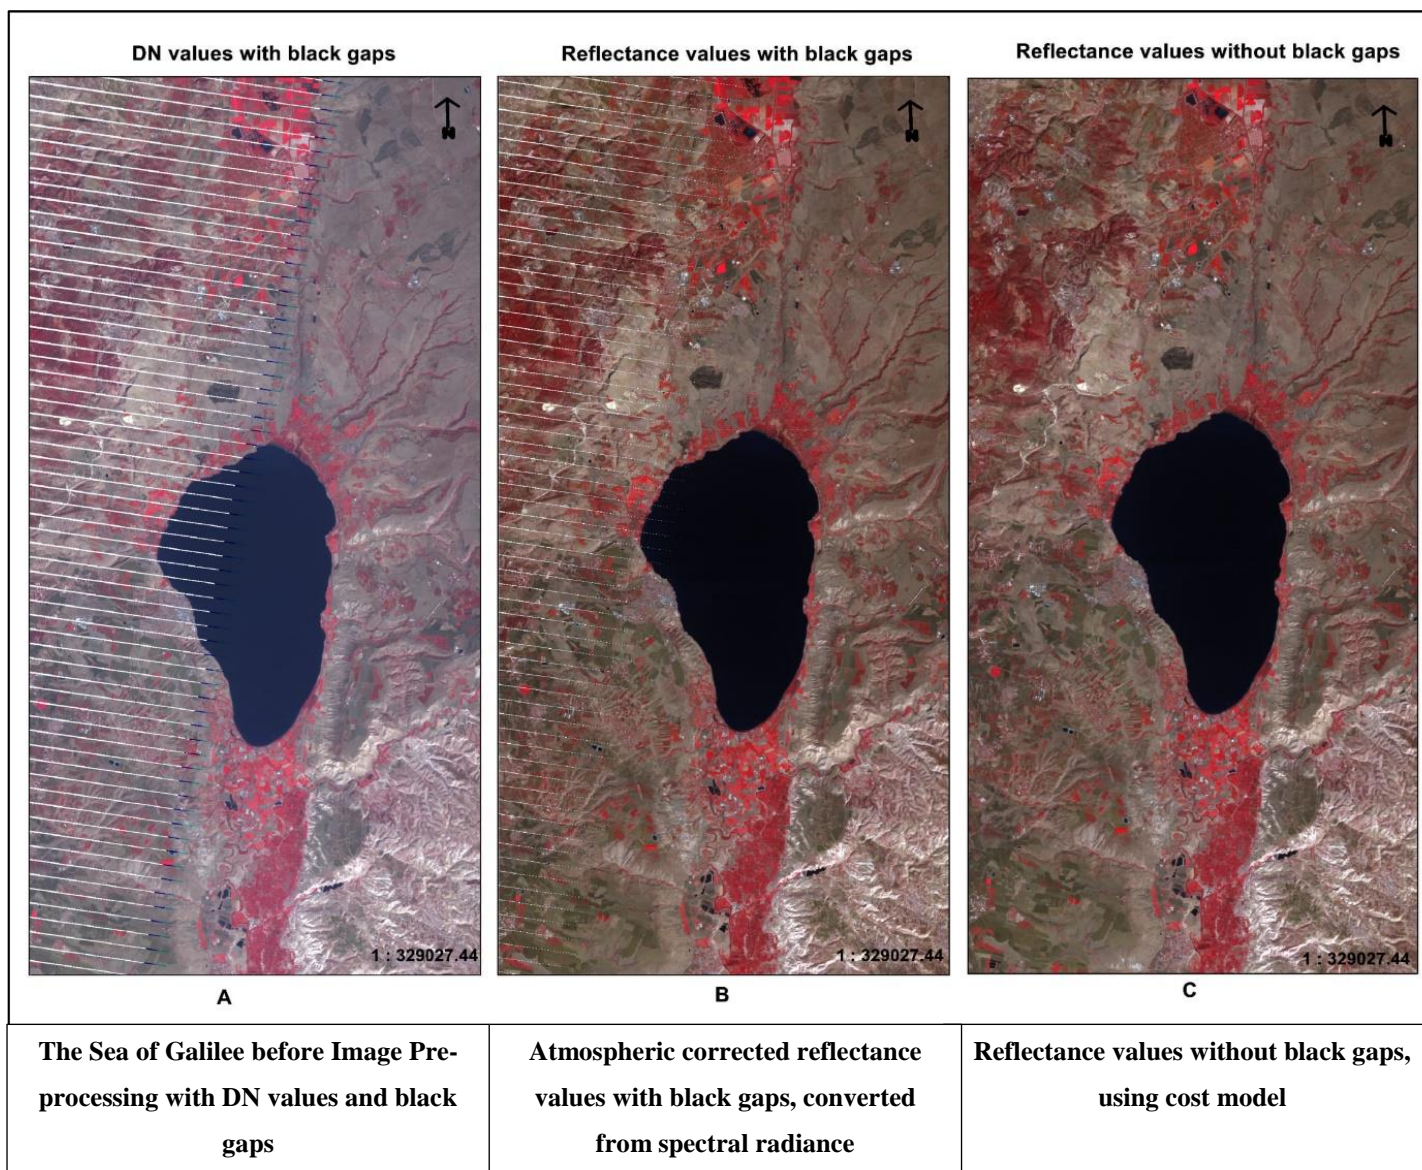 DN values with black gaps
Reflectance values with black gaps
Reflectance values without black gaps
N
N
N
1 : 329027.44
1 : 329027.44
1 : 329027.44
A
B
C
The Sea of Galilee before Image Pre-
processing with DN values and black
gaps
Atmospheric corrected reflectance
values with black gaps, converted
from spectral radiance
Reflectance values without black gaps,
using cost model